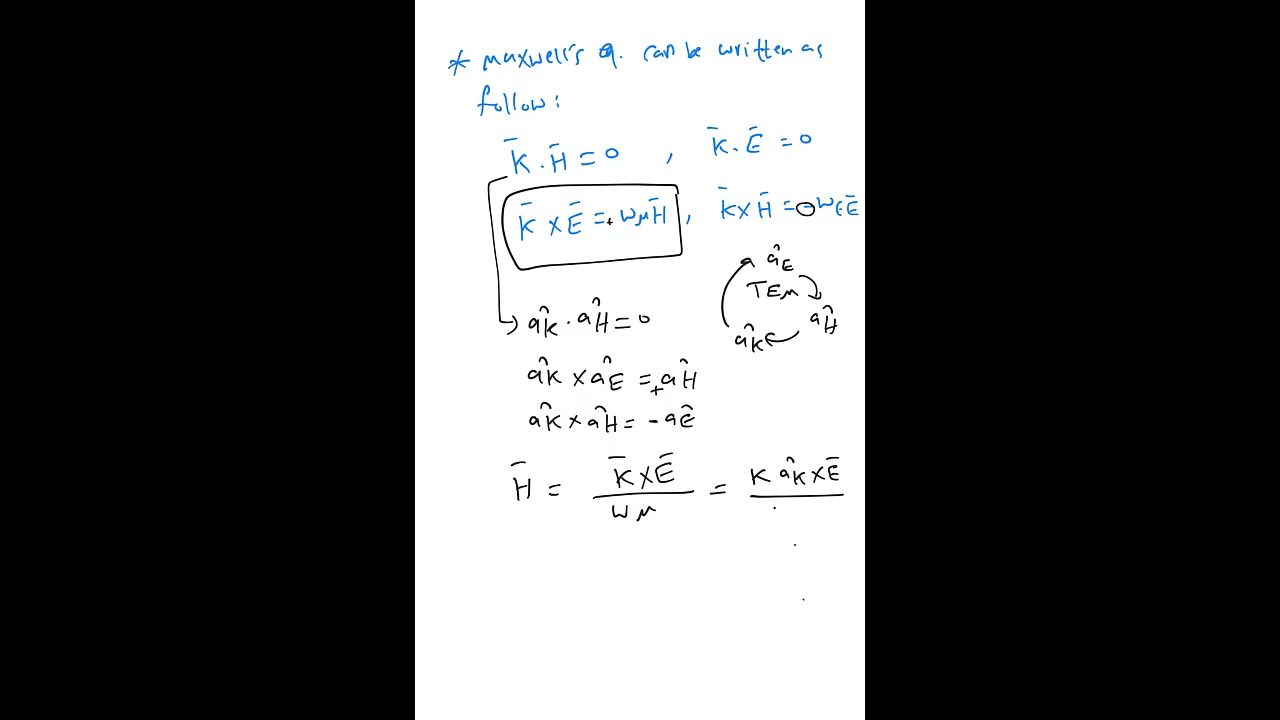 * Maxwell's eq. can be written as
follow:
K̄ . H̄ = 0 , K̄ . Ē = 0
K̄ × Ē = + ωμH̄ , K̄ × H̄ = - ωϵĒ
âE
TEM
âH
âK
âK . âH = 0
âK × âE = + âH
âK × âH = - âE
H̄ = K̄ × Ē / ωμ = K âK × Ē /